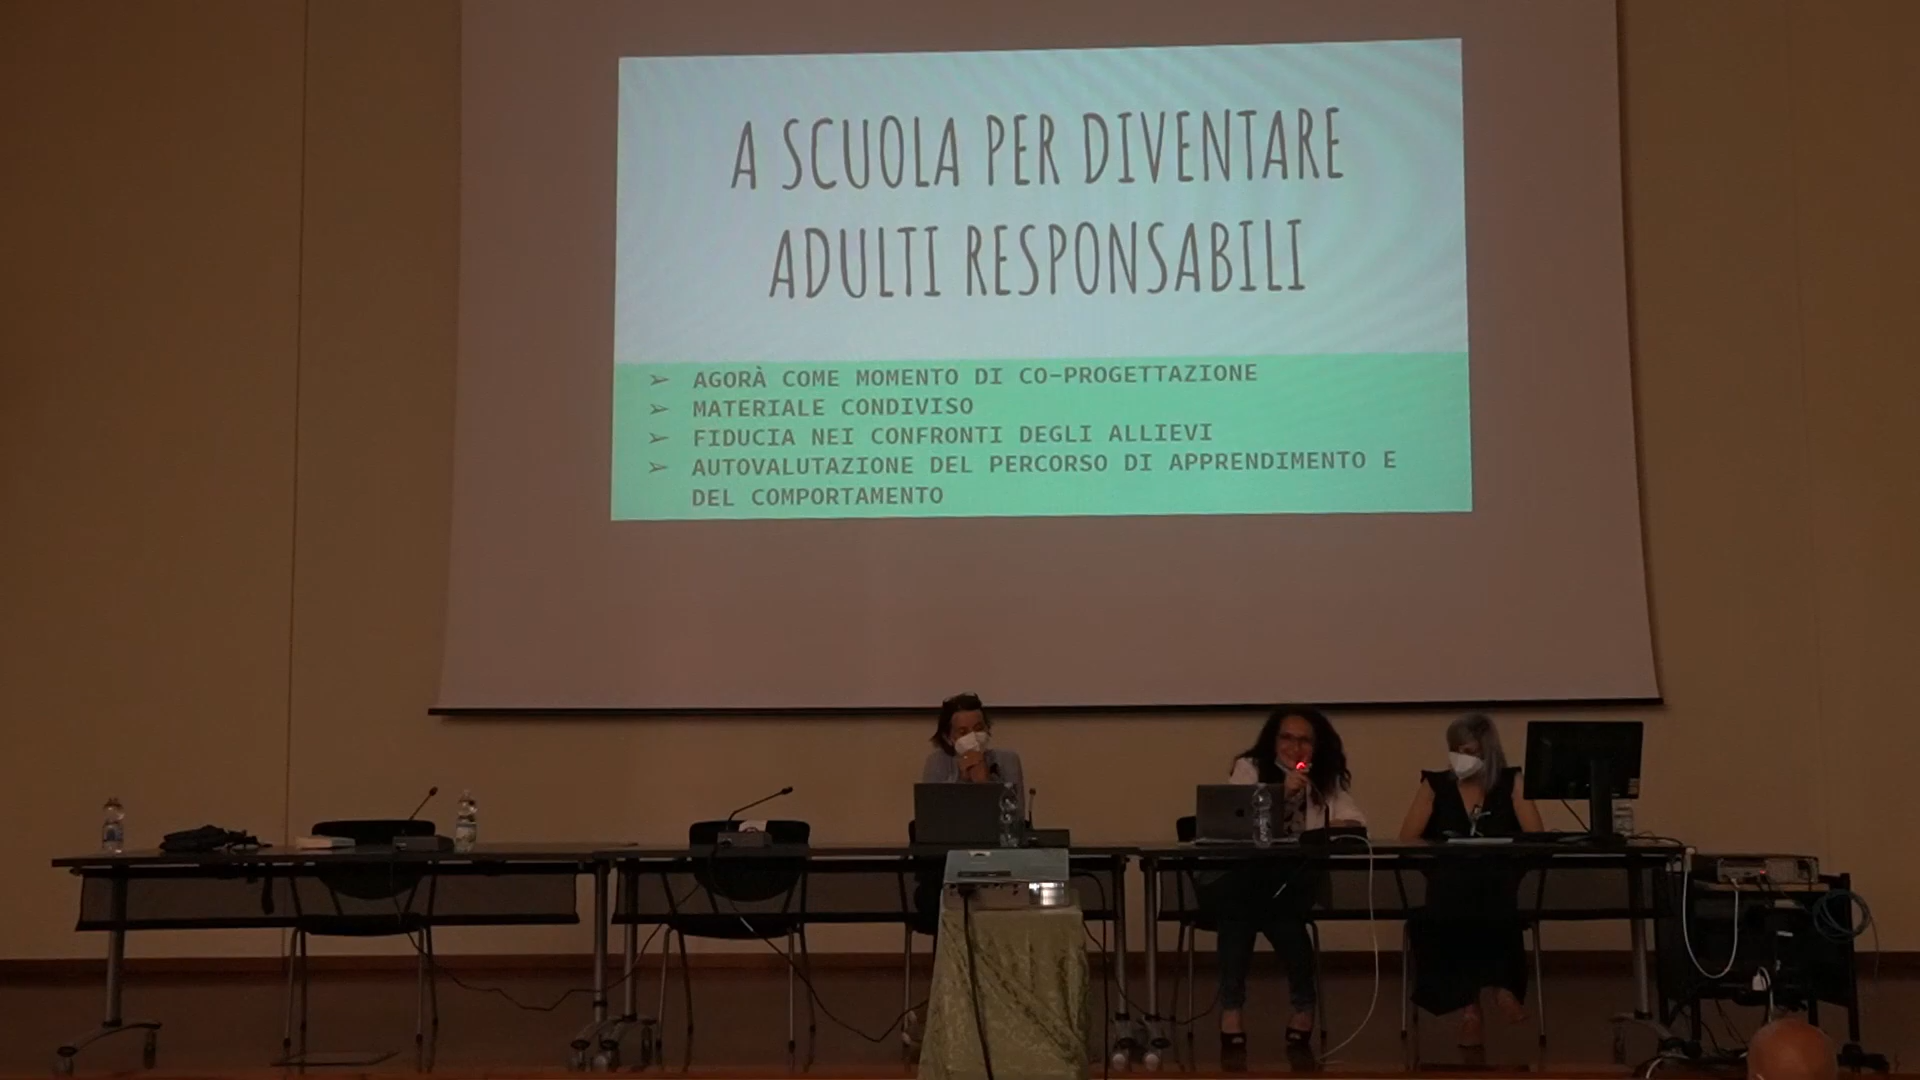 A SCUOLA PER DIVENTARE
ADULTI RESPONSABILI
➢ AGORÀ COME MOMENTO DI CO-PROGETTAZIONE
➢ MATERIALE CONDIVISO
➢ FIDUCIA NEI CONFRONTI DEGLI ALLIEVI
➢ AUTOVALUTAZIONE DEL PERCORSO DI APPRENDIMENTO E
DEL COMPORTAMENTO